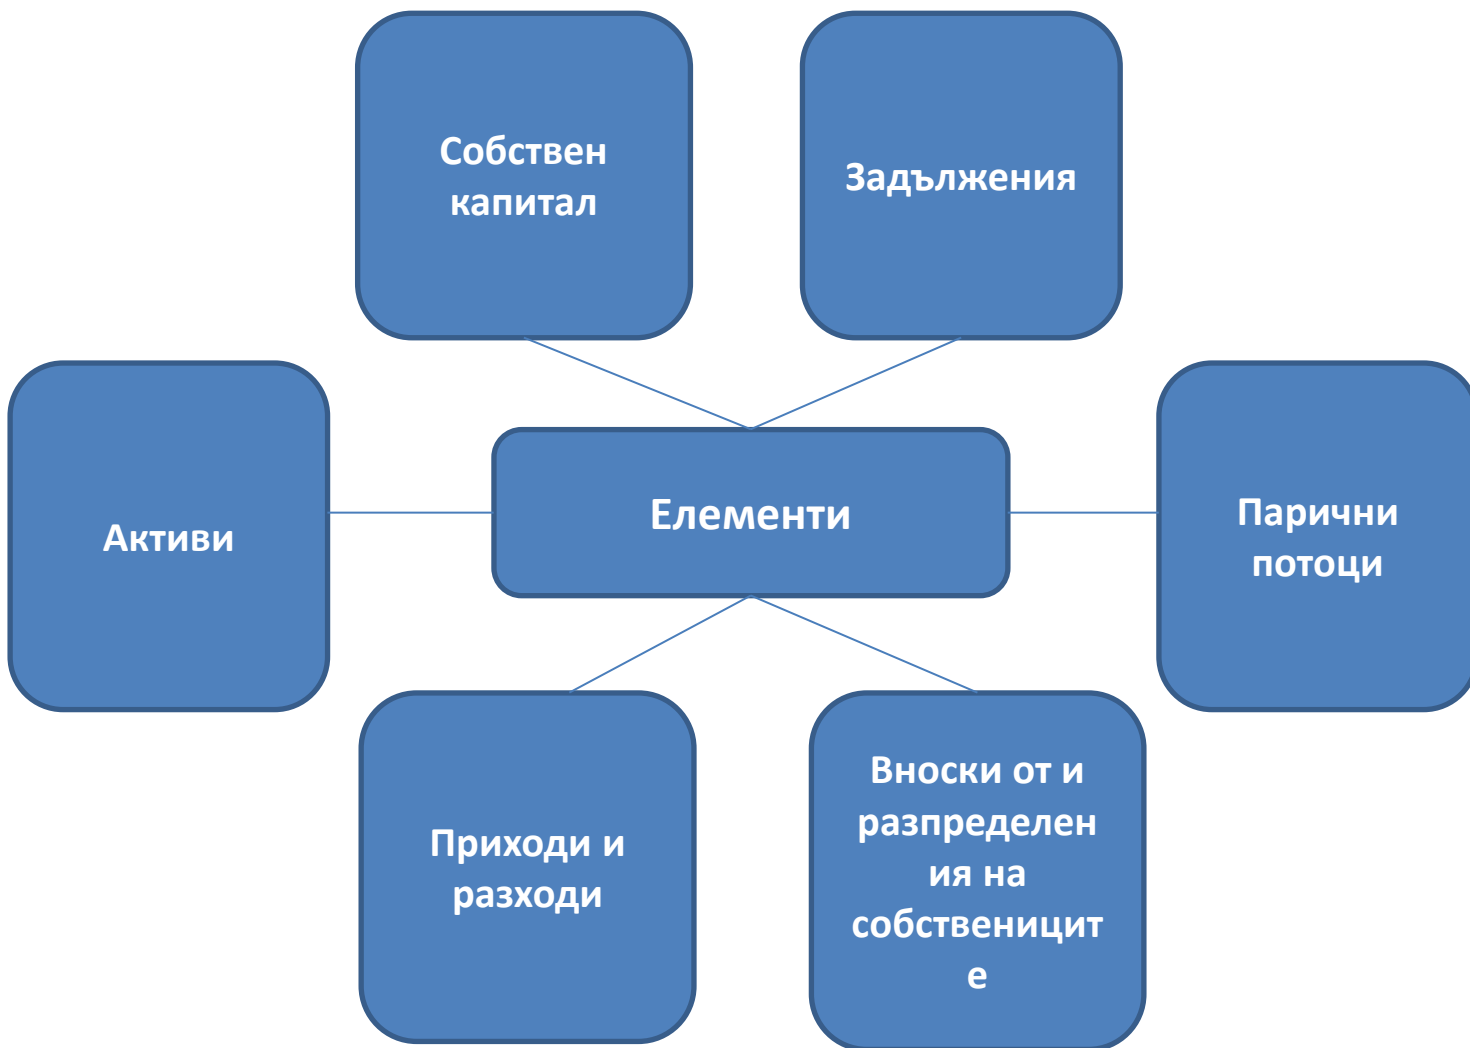 Собствен
капитал
Задължения
Активи
Елементи
Парични
потоци
Приходи и
разходи
Вноски от и
разпределен
ия на
собственицит
е